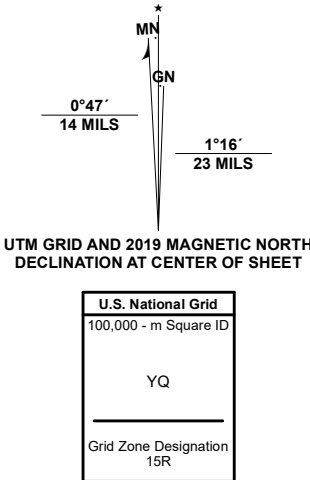 ★
MN
GN
0°47´
14 MILS
1°16´
23 MILS
UTM GRID AND 2019 MAGNETIC NORTH
DECLINATION AT CENTER OF SHEET
U.S. National Grid
100,000 - m Square ID
YQ
Grid Zone Designation
15R